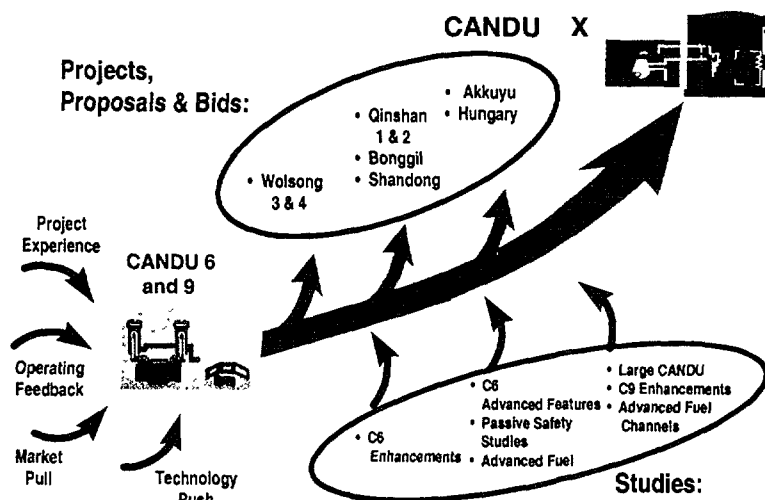 CANDU X
Projects,
Proposals & Bids:
• Akkuyu
• Hungary
• Qinshan
1 & 2
• Bonggil
• Shandong
• Wolsong
3 & 4
Project
Experience
CANDU 6
and 9
Operating
Feedback
Market
Pull
Technology
Push
• C6
Enhancements
• C6
Advanced Features
• Passive Safety
Studies
• Advanced Fuel
• Large CANDU
• C9 Enhancements
• Advanced Fuel
Channels
Studies: